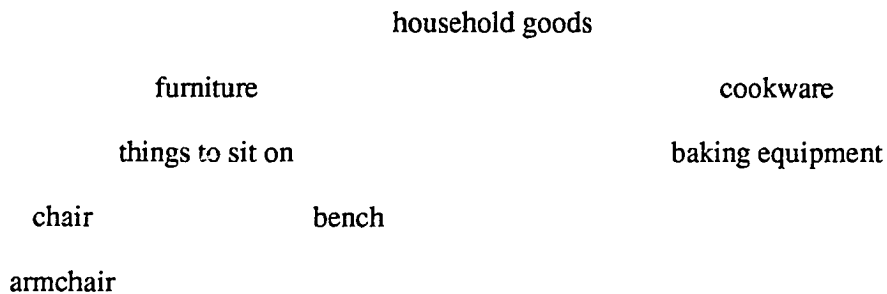 household goods
furniture cookware
things to sit on baking equipment
chair bench
armchair